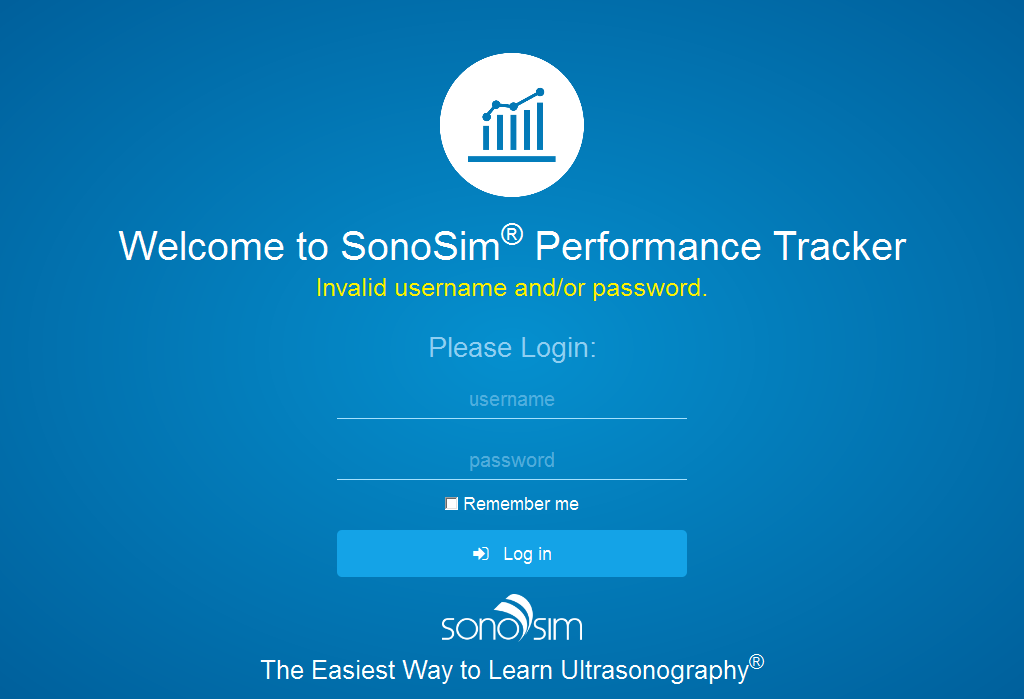 Welcome to SonoSim® Performance Tracker
Invalid username and/or password.
Please Login:
username
password
Remember me
Log in
sonosim
The Easiest Way to Learn Ultrasonography®